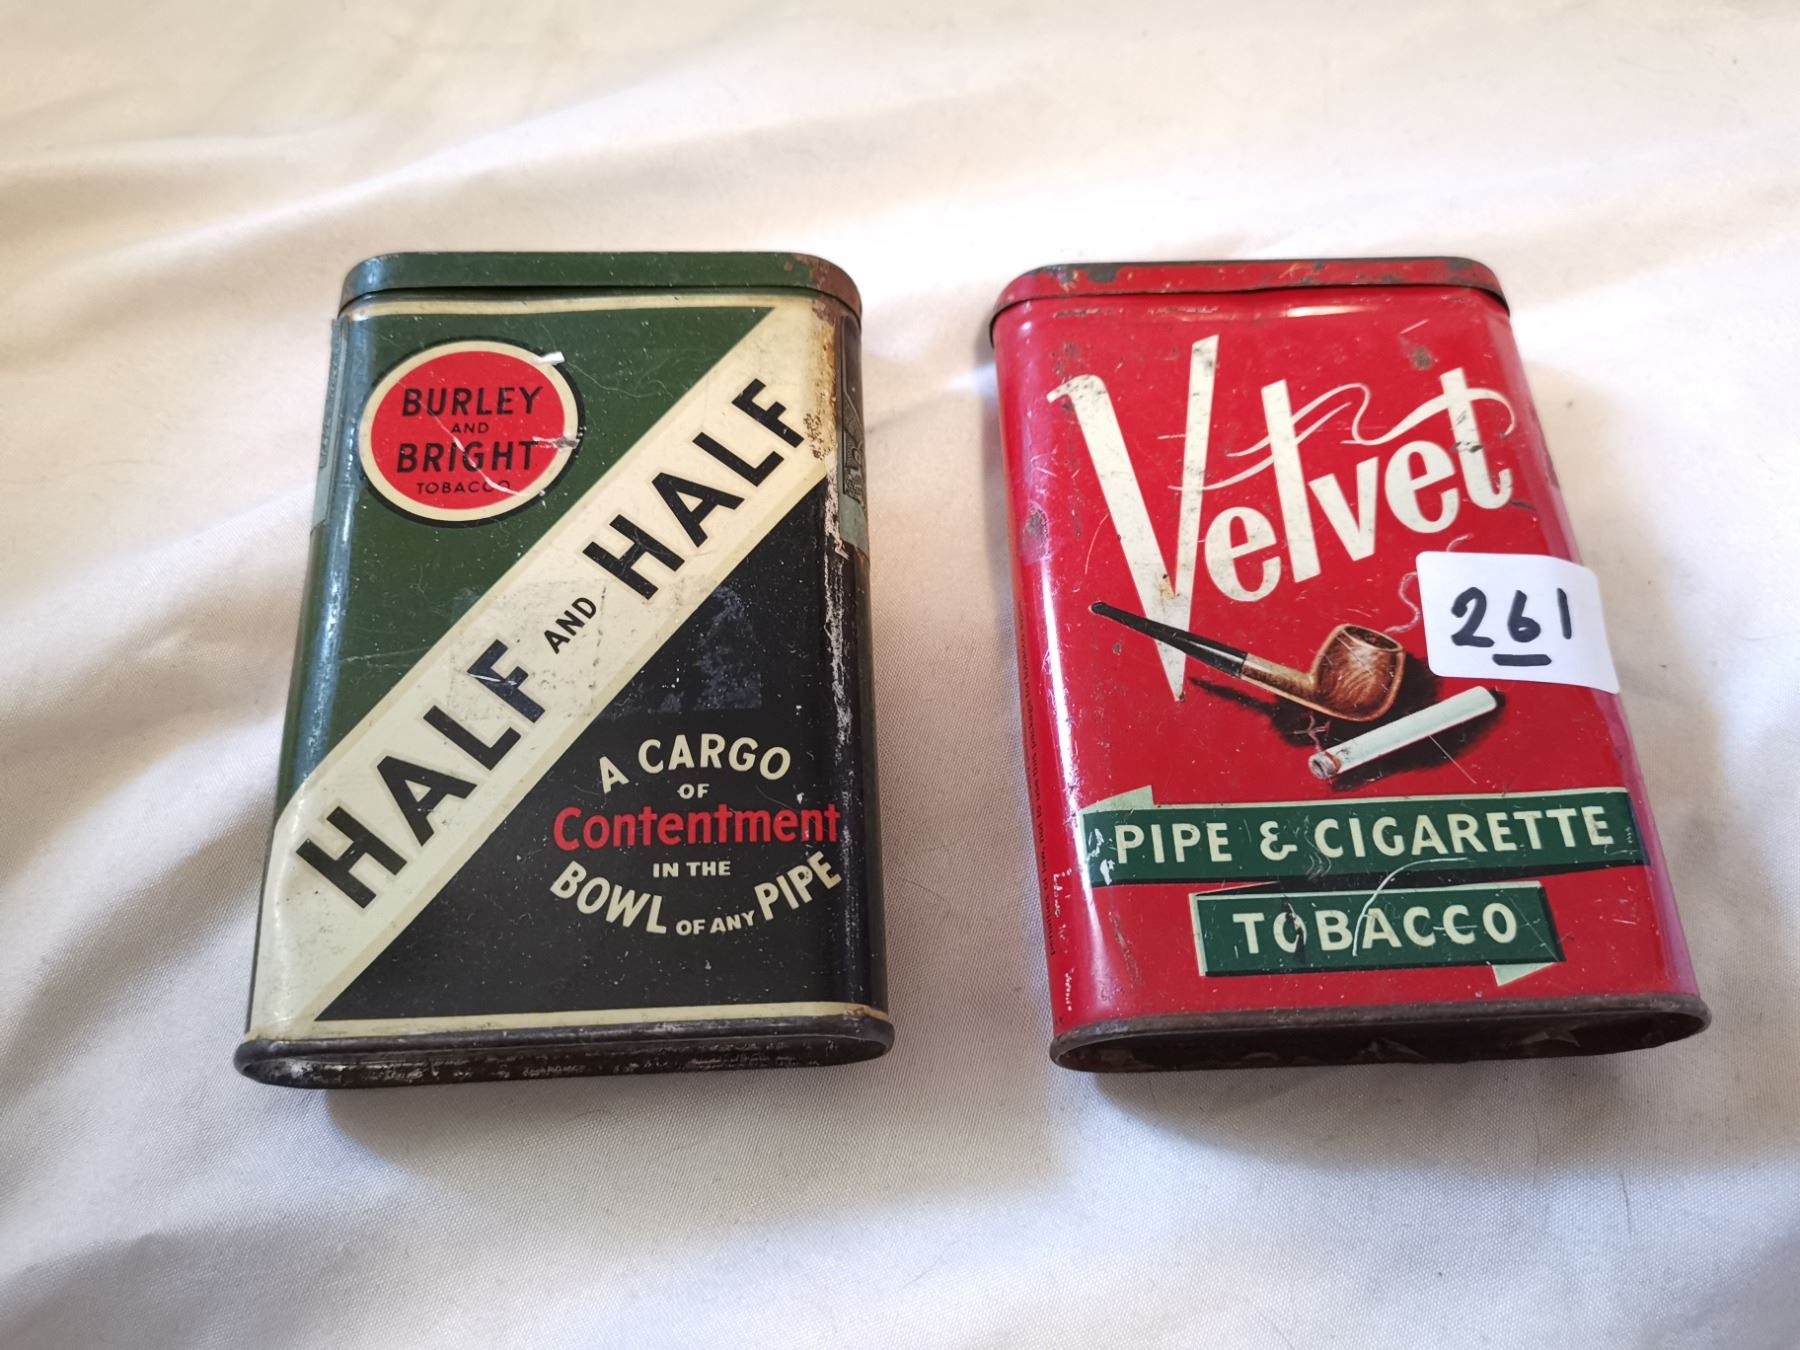 BURLEY
AND
BRIGHT
TOBACCO
HALF AND HALF
A CARGO
OF
Contentment
IN THE
BOWL OF ANY PIPE
Velvet
261
PIPE & CIGARETTE
TOBACCO